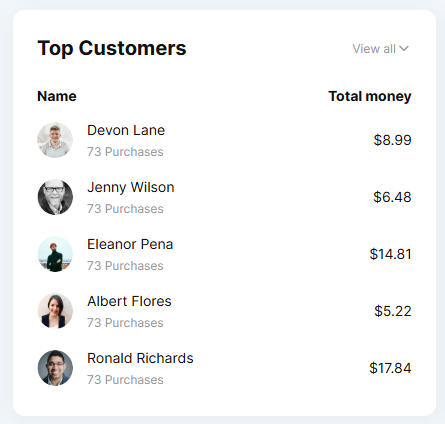 Top Customers
View all
Name Total money
Devon Lane
73 Purchases
$8.99
Jenny Wilson
73 Purchases
$6.48
Eleanor Pena
73 Purchases
$14.81
Albert Flores
73 Purchases
$5.22
Ronald Richards
73 Purchases
$17.84